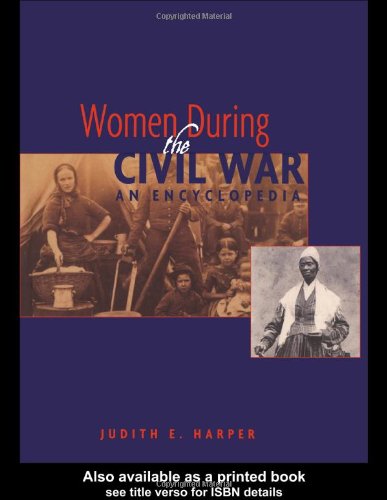 Copyrighted Material
Women During
the
CIVIL WAR
AN ENCYCLOPEDIA
JUDITH E. HARPER
Copyrighted Material
Also available as a printed book
see title verso for ISBN details